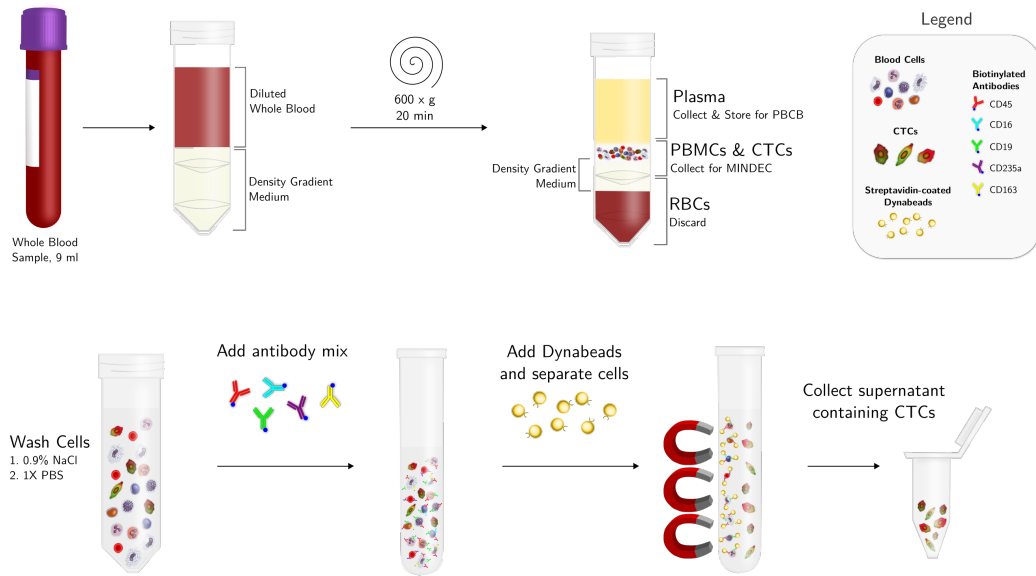 Whole Blood
Sample, 9 ml
Diluted
Whole Blood
Density Gradient
Medium
600 x g
20 min
Plasma
Collect & Store for PBCB
PBMCs & CTCs
Collect for MINDEC
Density Gradient
Medium
RBCs
Discard
Legend
Blood Cells
CTCs
Streptavidin-coated
Dynabeads
Biotinylated
Antibodies
CD45
CD16
CD19
CD235a
CD163
Wash Cells
1. 0.9% NaCl
2. 1X PBS
Add antibody mix
Add Dynabeads
and separate cells
Collect supernatant
containing CTCs